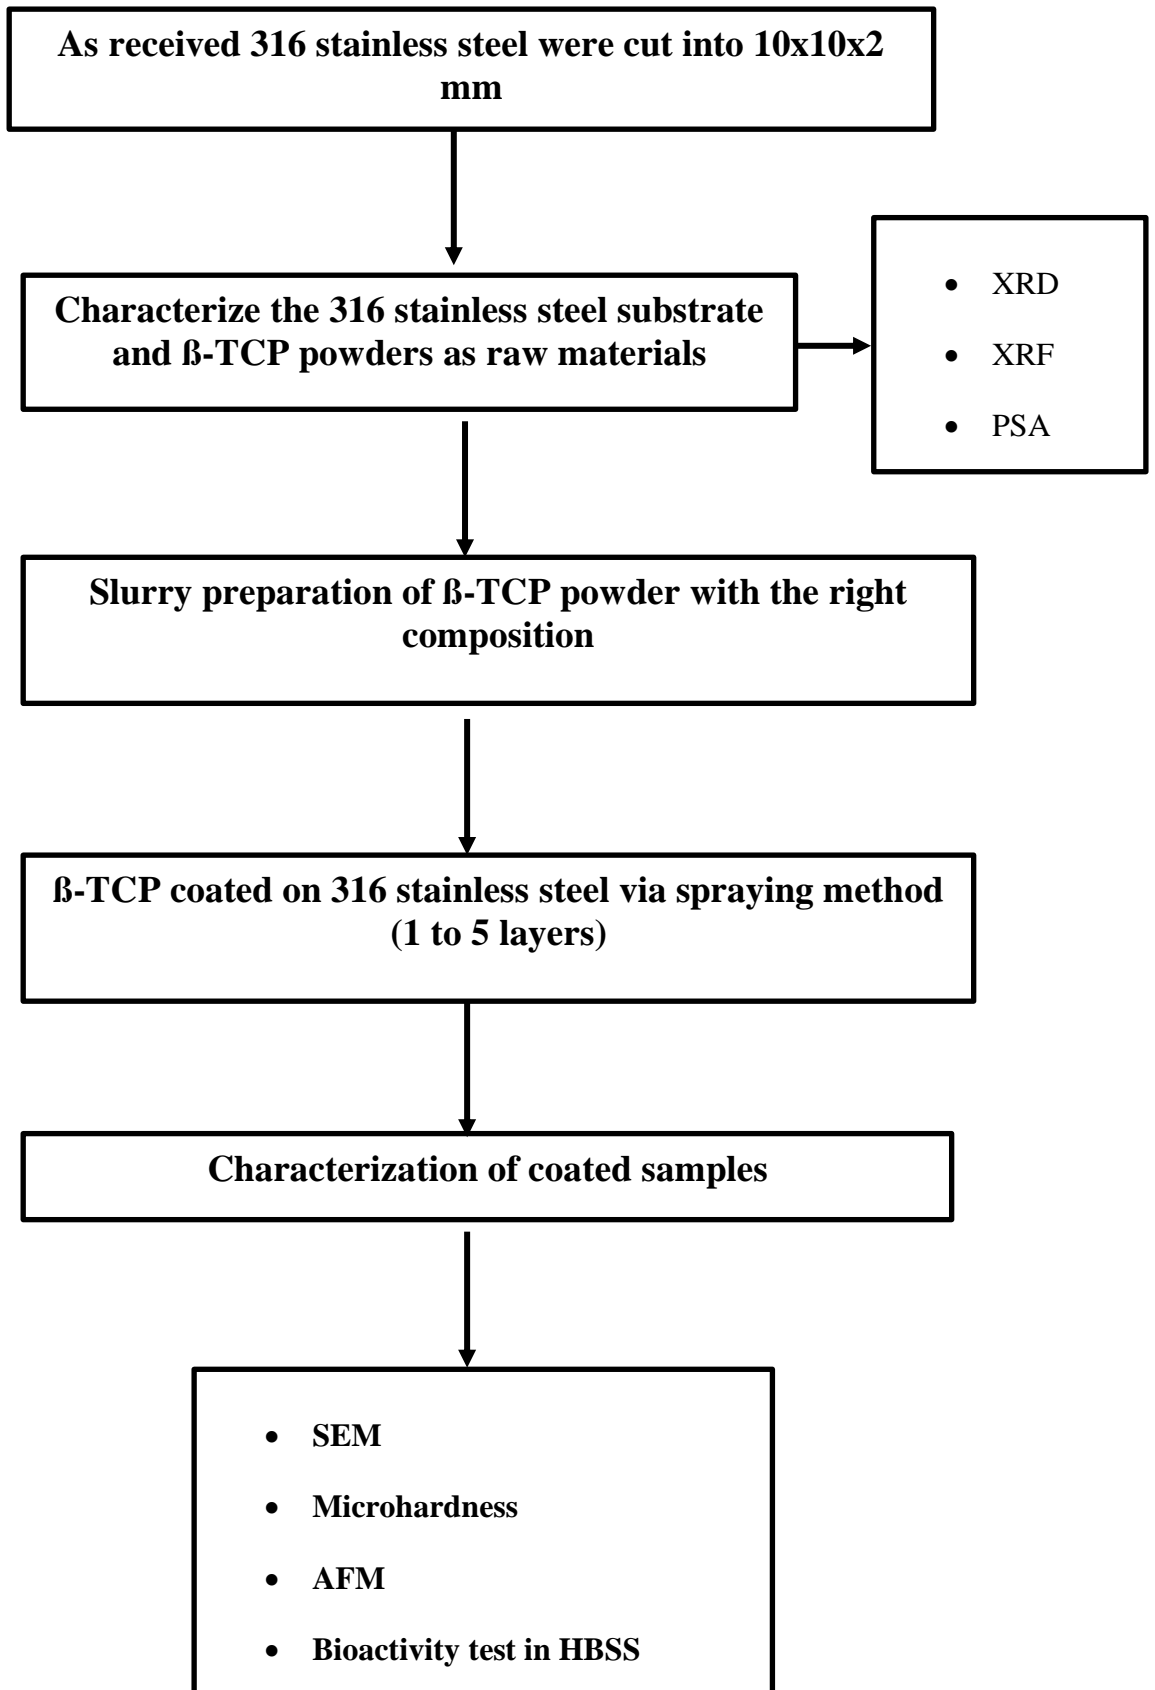 As received 316 stainless steel were cut into 10x10x2
mm
Characterize the 316 stainless steel substrate
and ß-TCP powders as raw materials
• XRD
• XRF
• PSA
Slurry preparation of ß-TCP powder with the right
composition
ß-TCP coated on 316 stainless steel via spraying method
(1 to 5 layers)
Characterization of coated samples
• SEM
• Microhardness
• AFM
• Bioactivity test in HBSS